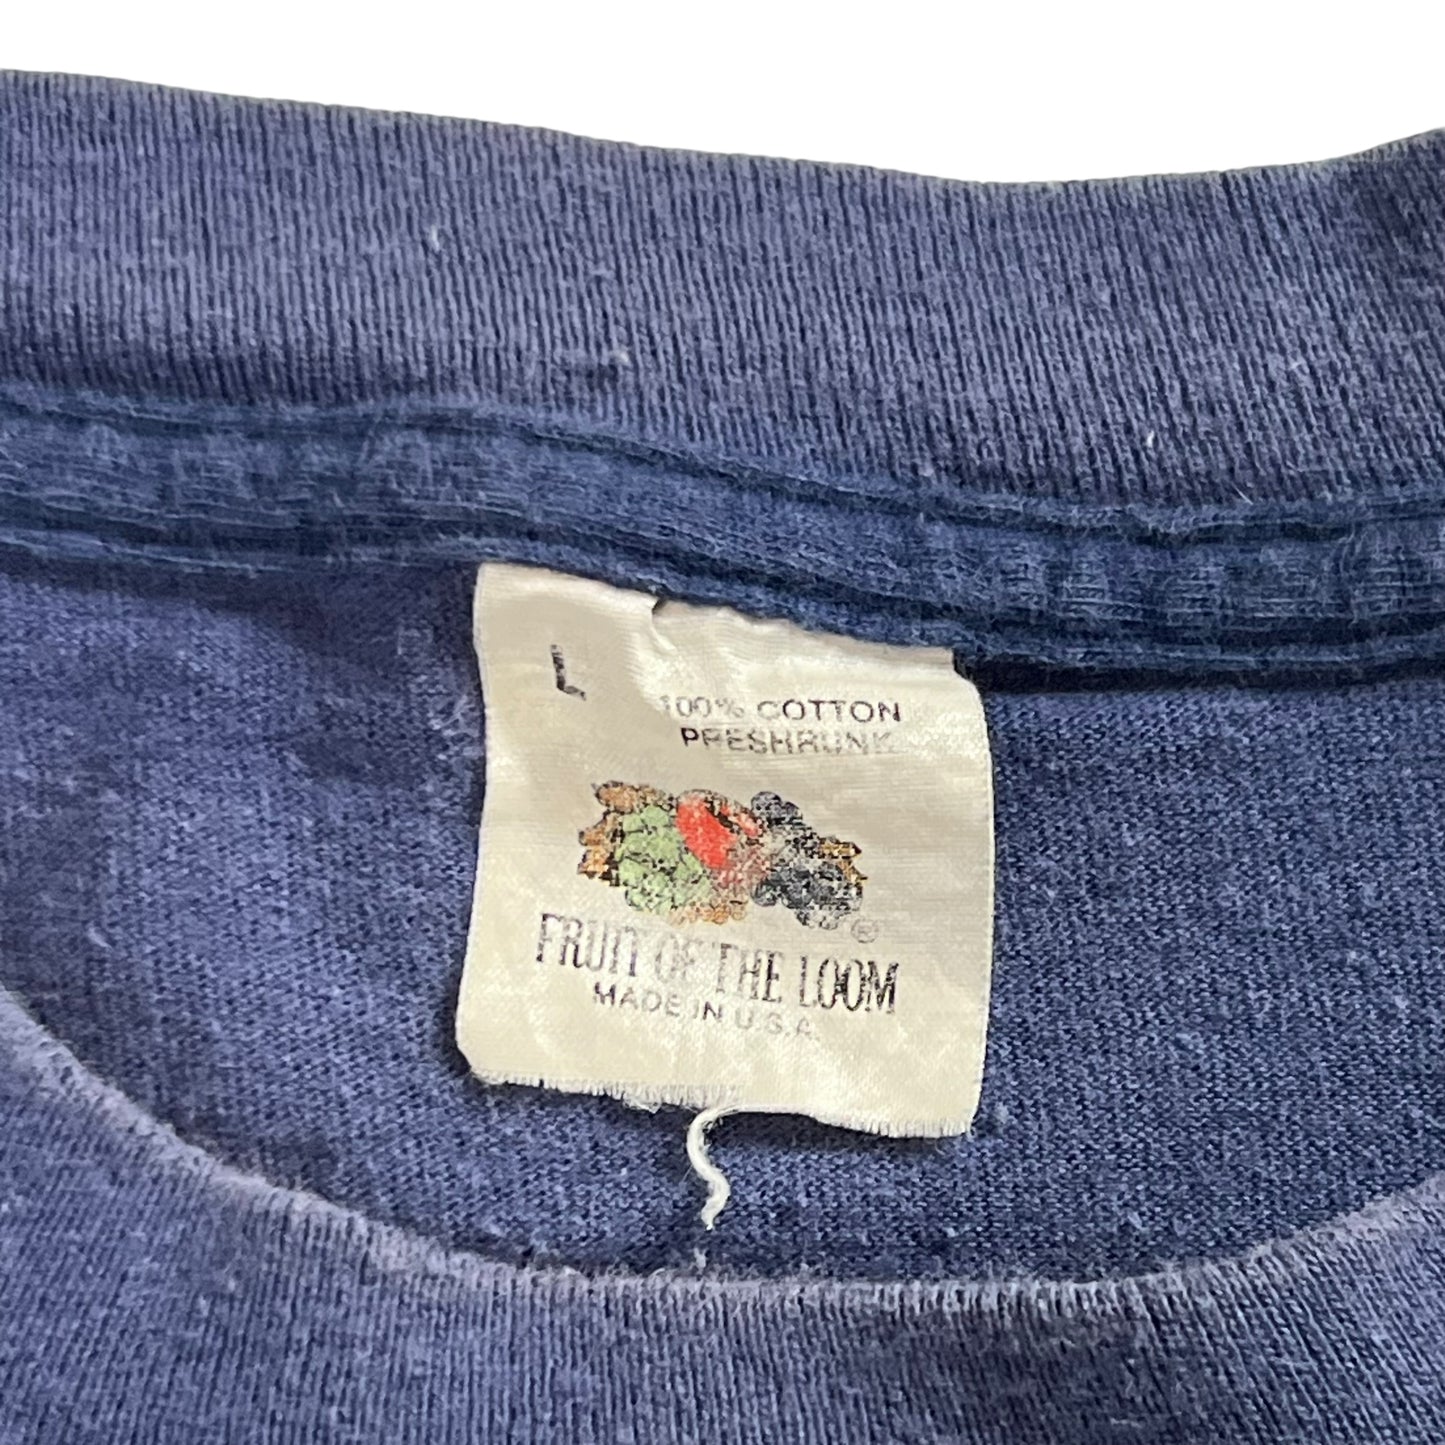 L
100% COTTON
PRESHRUNK
®
FRUIT OF THE LOOM
MADE IN U.S.A.